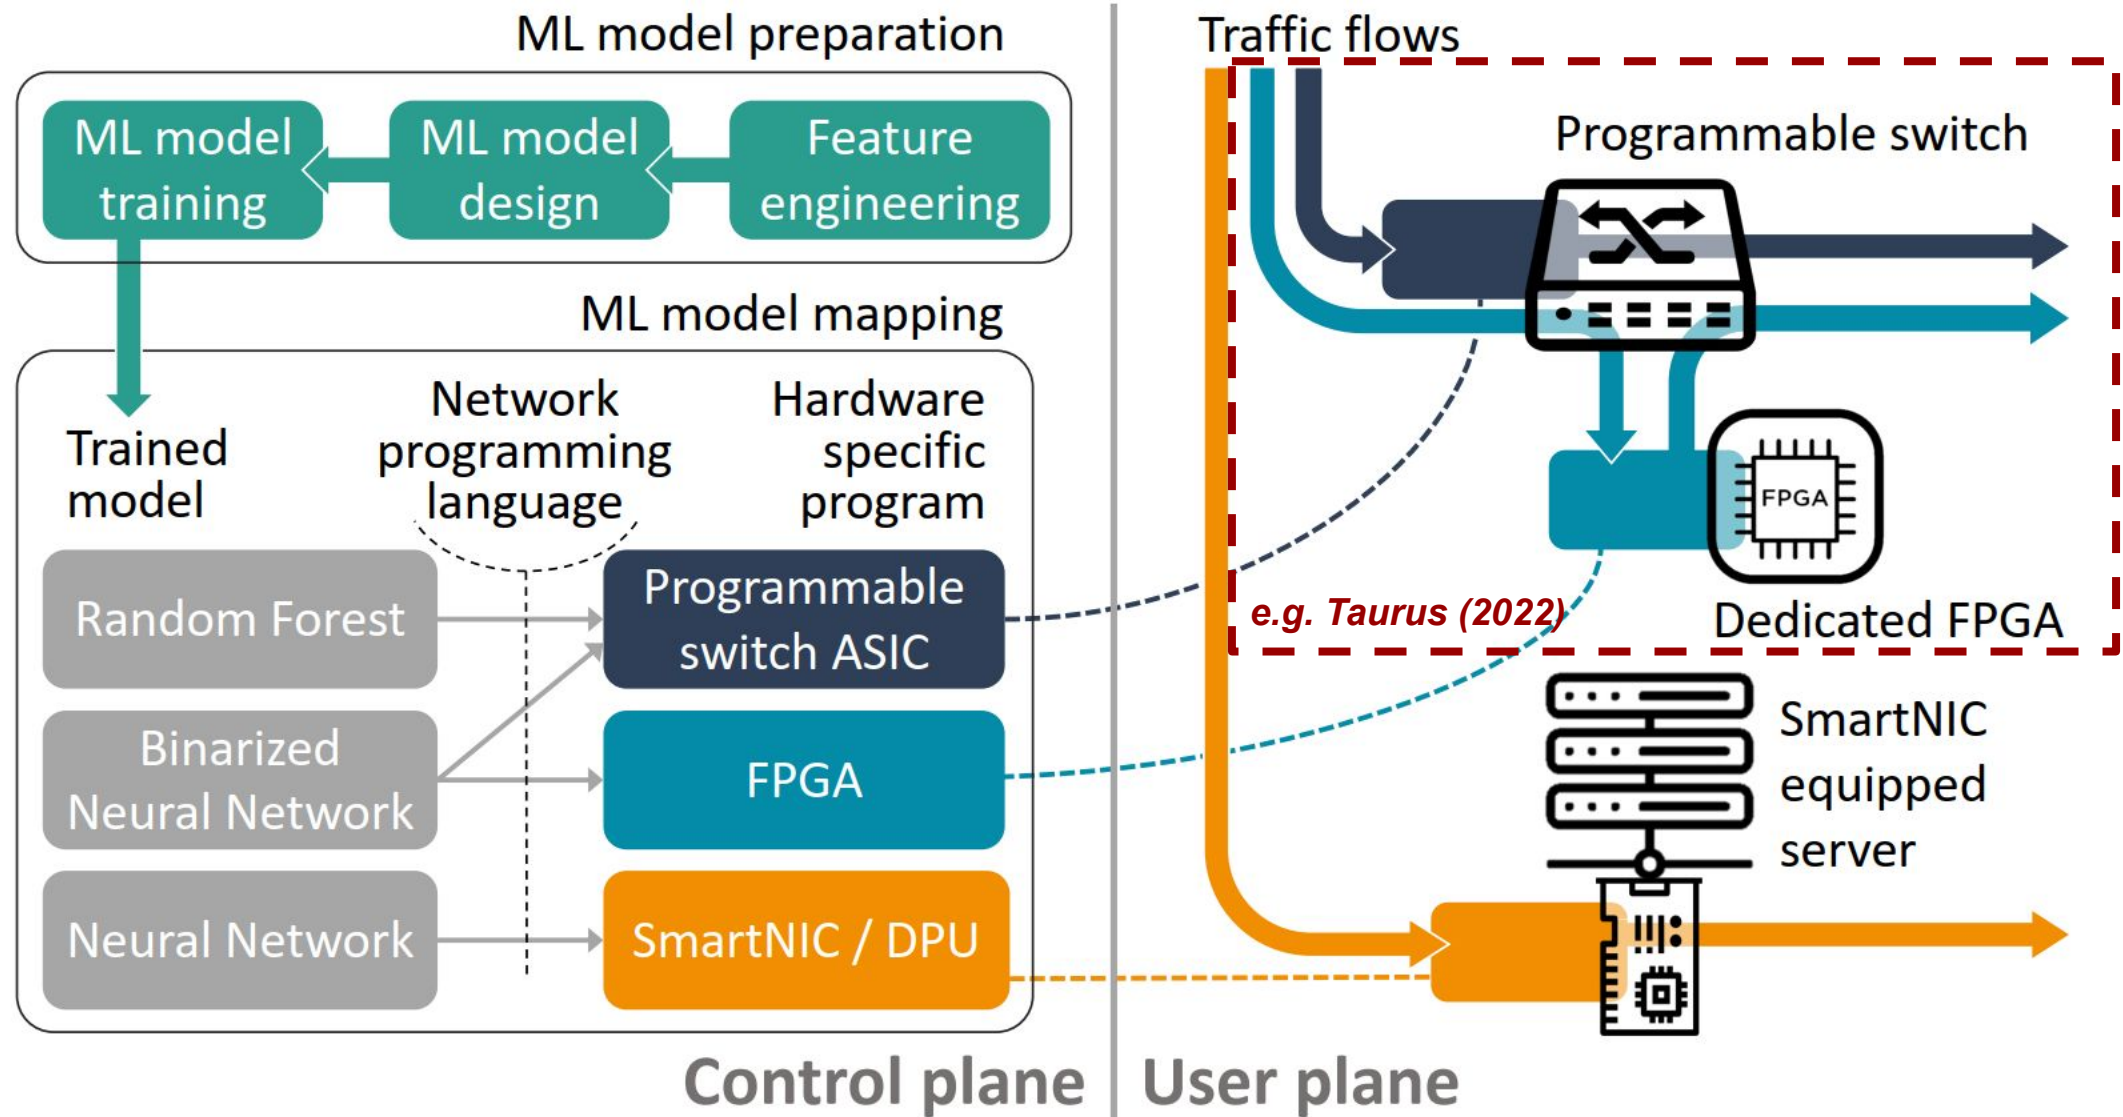 ML model preparation
ML model
training
ML model
design
Feature
engineering
ML model mapping
Trained
model
Network
programming
language
Hardware
specific
program
Random Forest
Binarized
Neural Network
Neural Network
Programmable
switch ASIC
FPGA
SmartNIC / DPU
Control plane
Traffic flows
Programmable switch
FPGA
e.g. Taurus (2022)
Dedicated FPGA
SmartNIC
equipped
server
User plane